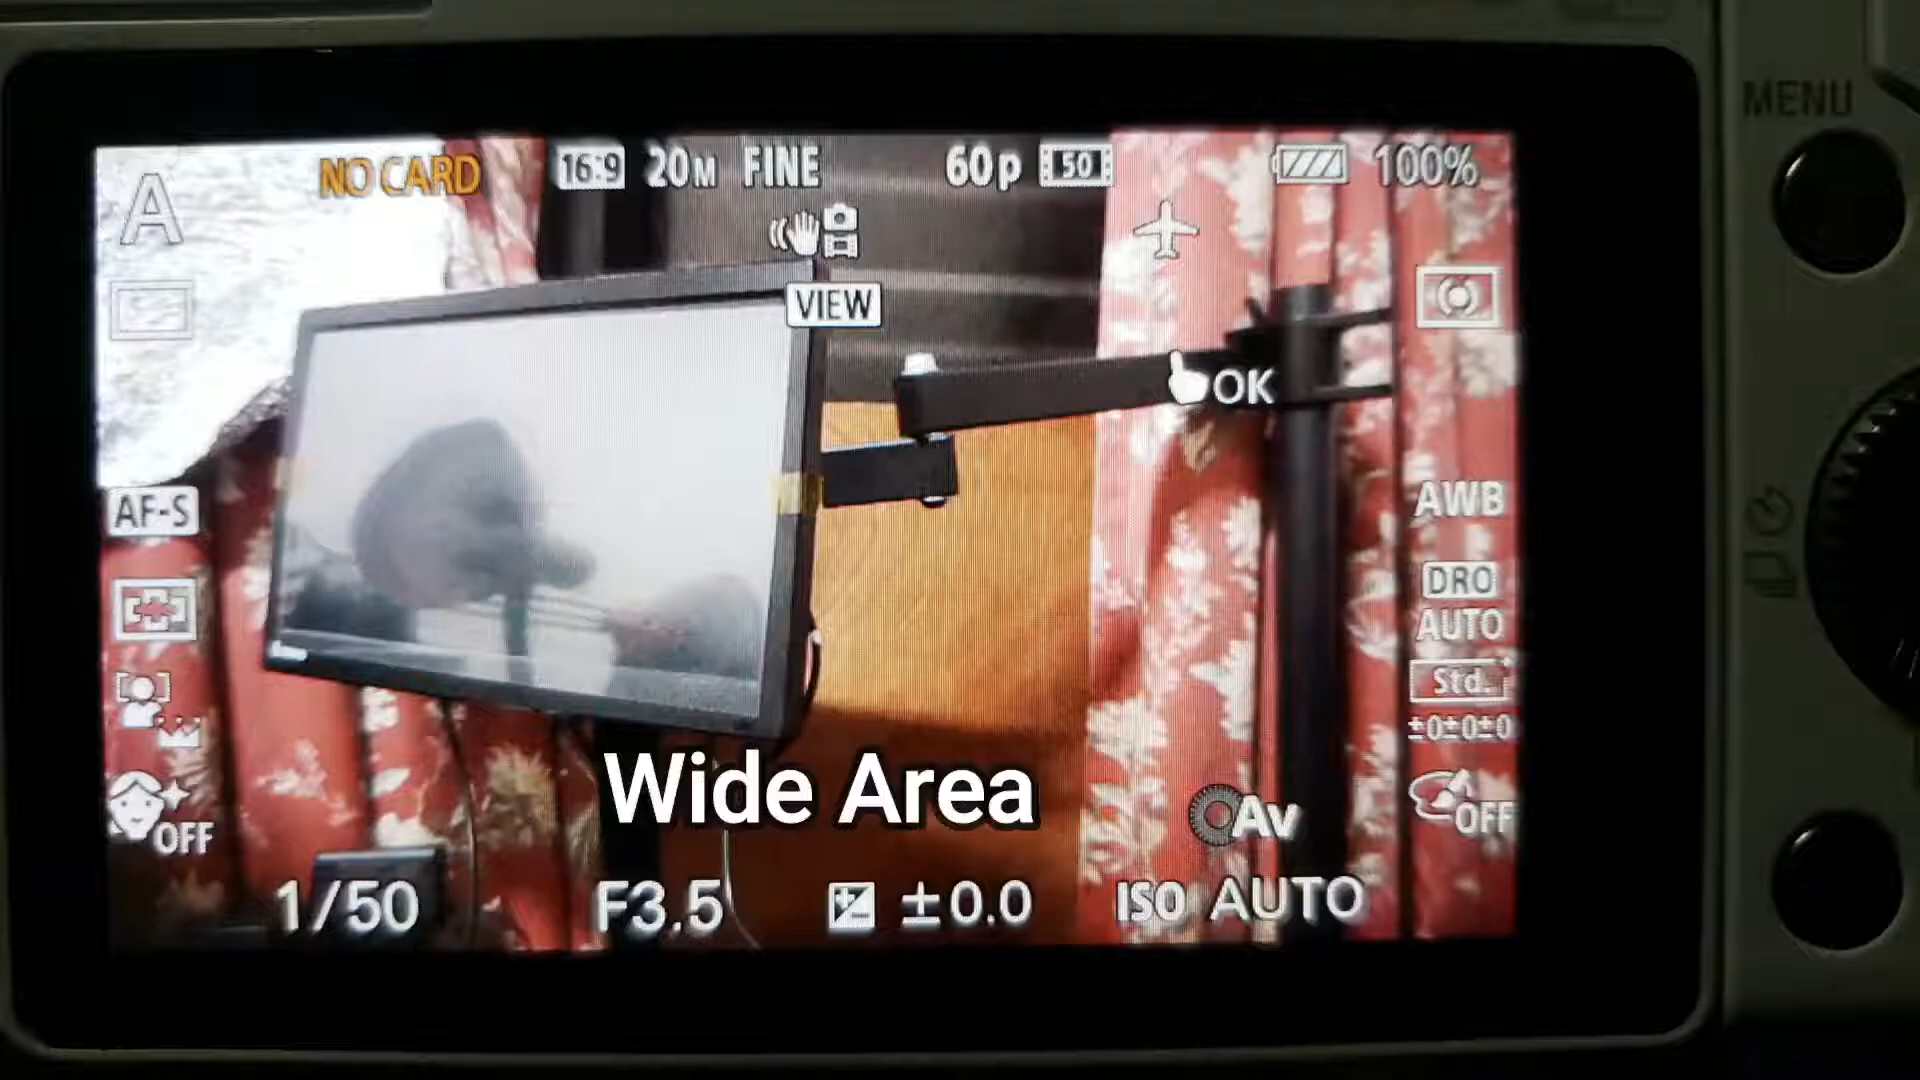 MENU
A NO CARD 16:9 20M FINE 60p 50 100%
VIEW
OK
AF-S
AWB
DRO
AUTO
Std.
±0±0±0
Wide Area
OFF
Av
OFF
1/50 F3.5 ±0.0 ISO AUTO